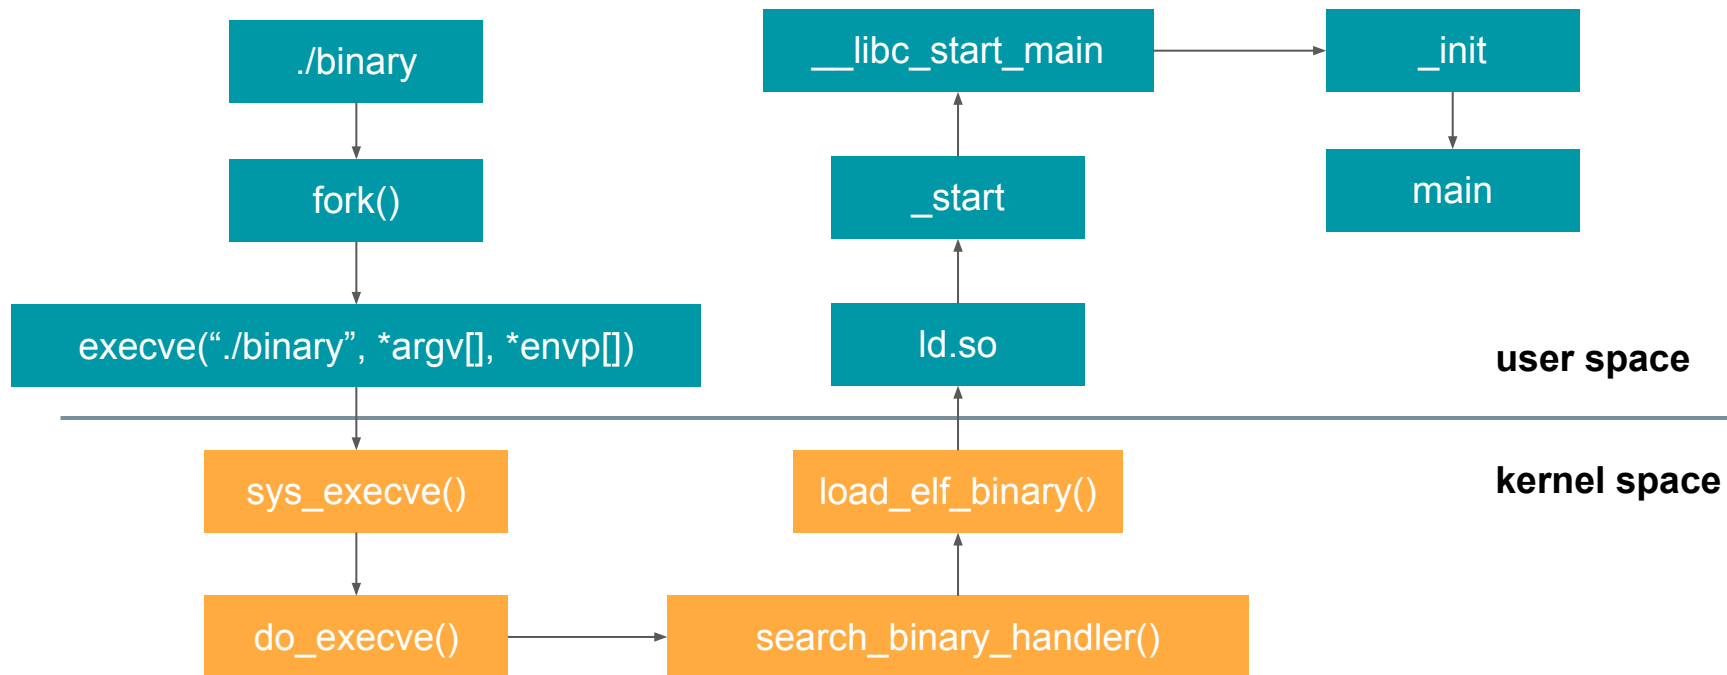 ./binary
fork()
execve(“./binary”, *argv[], *envp[])
sys_execve()
do_execve()
search_binary_handler()
load_elf_binary()
ld.so
_start
__libc_start_main
_init
main
user space
kernel space